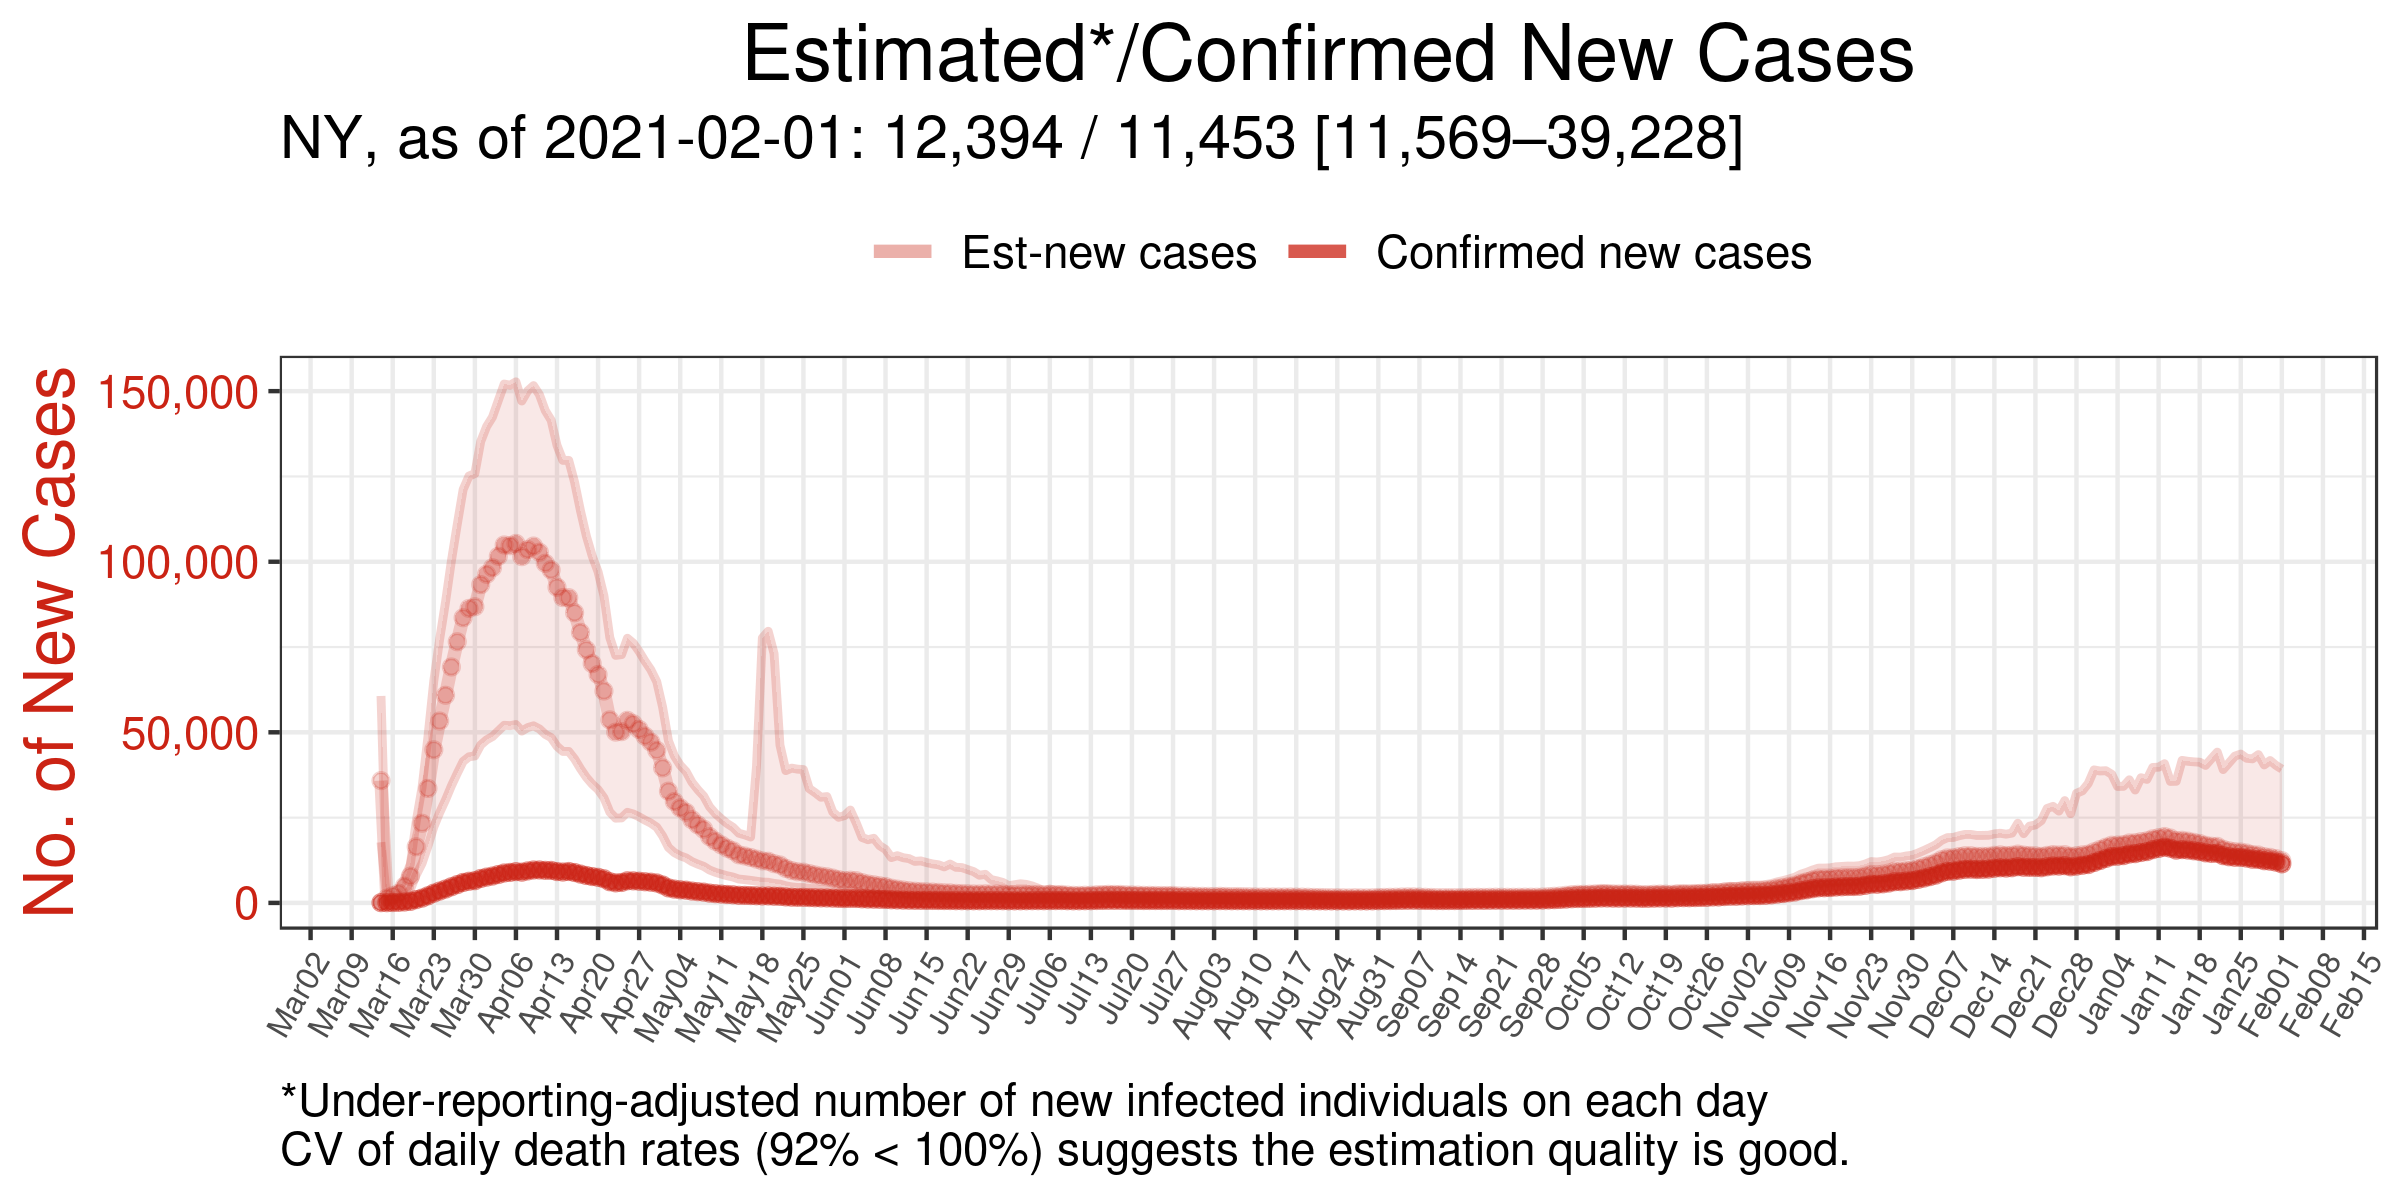 Estimated*/Confirmed New Cases
NY, as of 2021-02-01: 12,394 / 11,453 [11,569–39,228]
Est-new cases Confirmed new cases
No. of New Cases
150,000
100,000
50,000
0
Mar02 Mar09 Mar16 Mar23 Mar30 Apr06 Apr13 Apr20 Apr27 May04 May11 May18 May25 Jun01 Jun08 Jun15 Jun22 Jun29 Jul06 Jul13 Jul20 Jul27 Aug03 Aug10 Aug17 Aug24 Aug31 Sep07 Sep14 Sep21 Sep28 Oct05 Oct12 Oct19 Oct26 Nov02 Nov09 Nov16 Nov23 Nov30 Dec07 Dec14 Dec21 Dec28 Jan04 Jan11 Jan18 Jan25 Feb01 Feb08 Feb15
*Under-reporting-adjusted number of new infected individuals on each day
CV of daily death rates (92% < 100%) suggests the estimation quality is good.